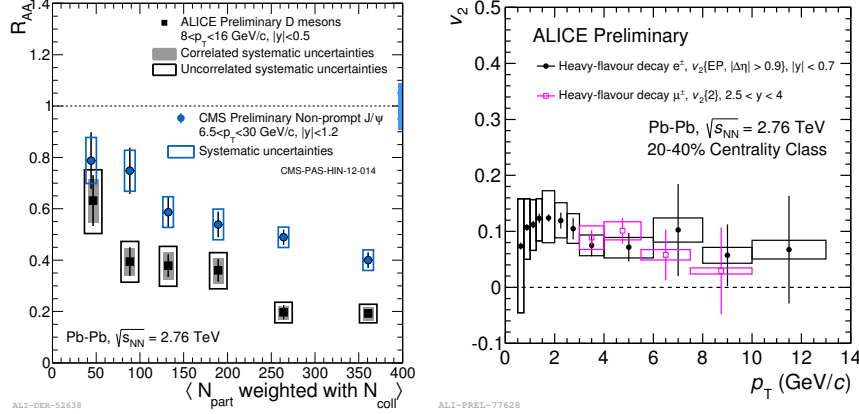 R_AA
1.4
1.2
1
0.8
0.6
0.4
0.2
0
ALICE Preliminary D mesons
8<p_T<16 GeV/c, |y|<0.5
Correlated systematic uncertainties
Uncorrelated systematic uncertainties
CMS Preliminary Non-prompt J/ψ
6.5<p_T<30 GeV/c, |y|<1.2
Systematic uncertainties
CMS-PAS-HIN-12-014
Pb-Pb, √s_NN = 2.76 TeV
0 50 100 150 200 250 300 350 400
⟨ N_part weighted with N_coll ⟩
ALI-DER-52638
v_2
0.5
0.4
0.3
0.2
0.1
0
-0.1
ALICE Preliminary
Heavy-flavour decay e±, v_2{EP, |Δη| > 0.9}, |y| < 0.7
Heavy-flavour decay μ±, v_2{2}, 2.5 < y < 4
Pb-Pb, √s_NN = 2.76 TeV
20-40% Centrality Class
0 2 4 6 8 10 12 14
p_T (GeV/c)
ALI-PREL-77628